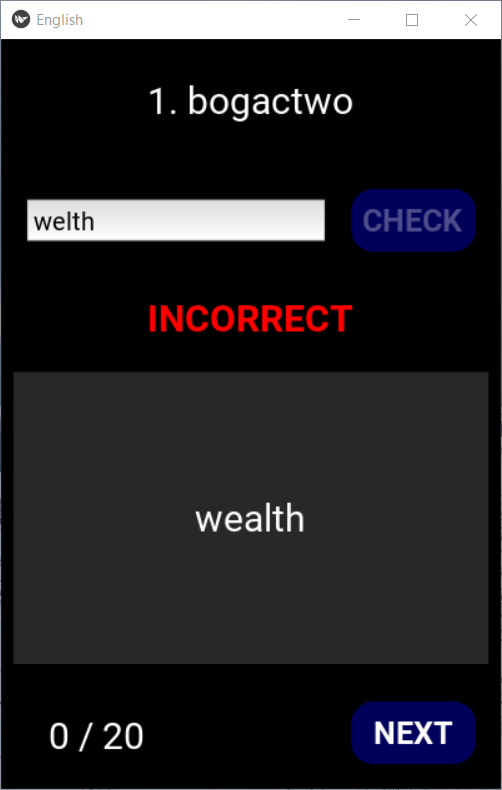 English
1. bogactwo
welth
CHECK
INCORRECT
wealth
0 / 20
NEXT